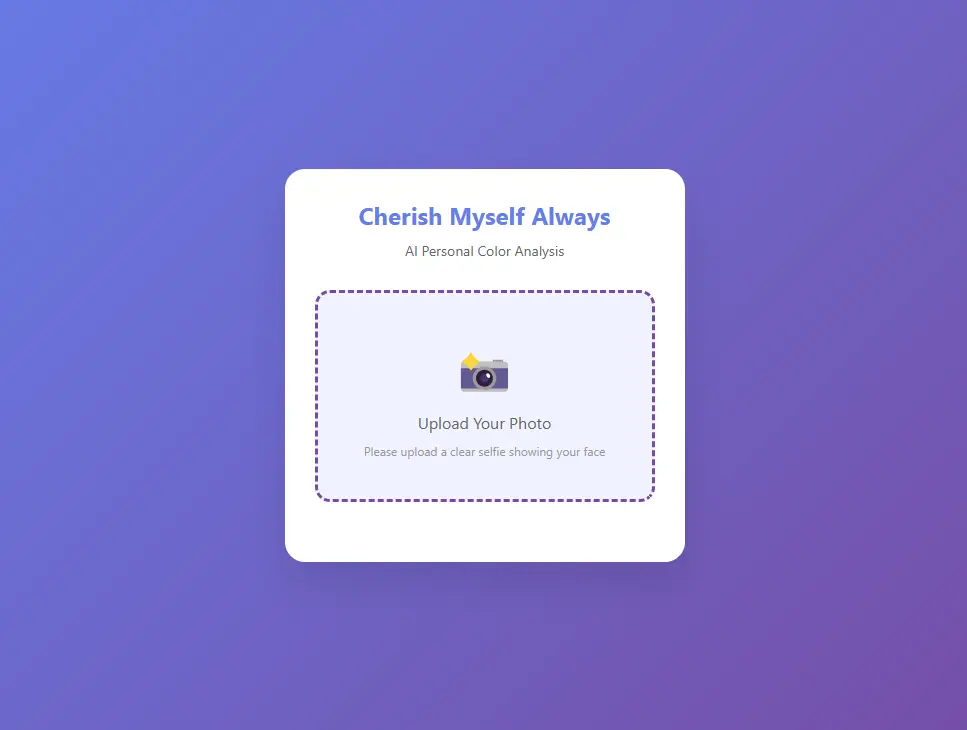 Cherish Myself Always
AI Personal Color Analysis
Upload Your Photo
Please upload a clear selfie showing your face